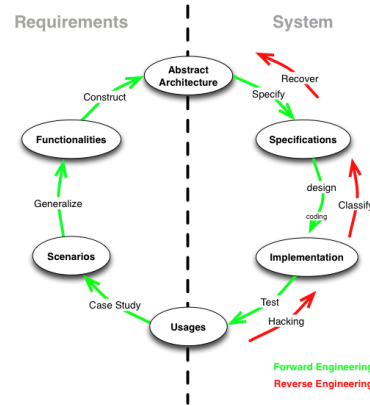 Requirements
System
Abstract
Architecture
Recover
Construct
Specify
Functionalities
Specifications
design
Generalize
Classify
coding
Scenarios
Implementation
Case Study
Test
Hacking
Usages
Forward Engineering
Reverse Engineering